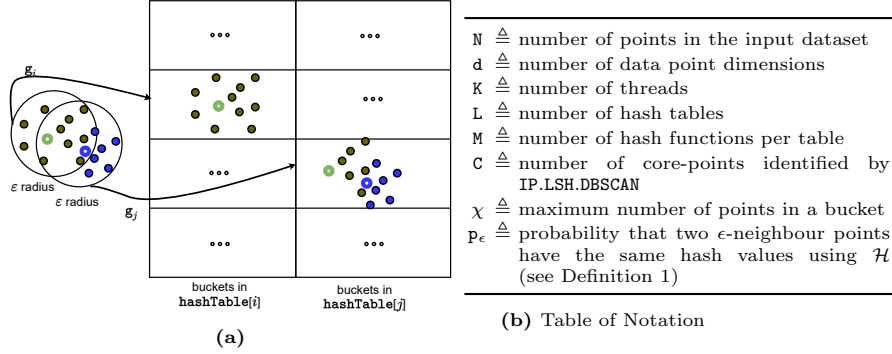 g_i
ε radius
ε radius
g_j
buckets in
hashTable[i]
buckets in
hashTable[j]
(a)
N ≜ number of points in the input dataset
d ≜ number of data point dimensions
K ≜ number of threads
L ≜ number of hash tables
M ≜ number of hash functions per table
C ≜ number of core-points identified by
IP.LSH.DBSCAN
χ ≜ maximum number of points in a bucket
p_ϵ ≜ probability that two ϵ-neighbour points
have the same hash values using ℋ
(see Definition 1)
(b) Table of Notation